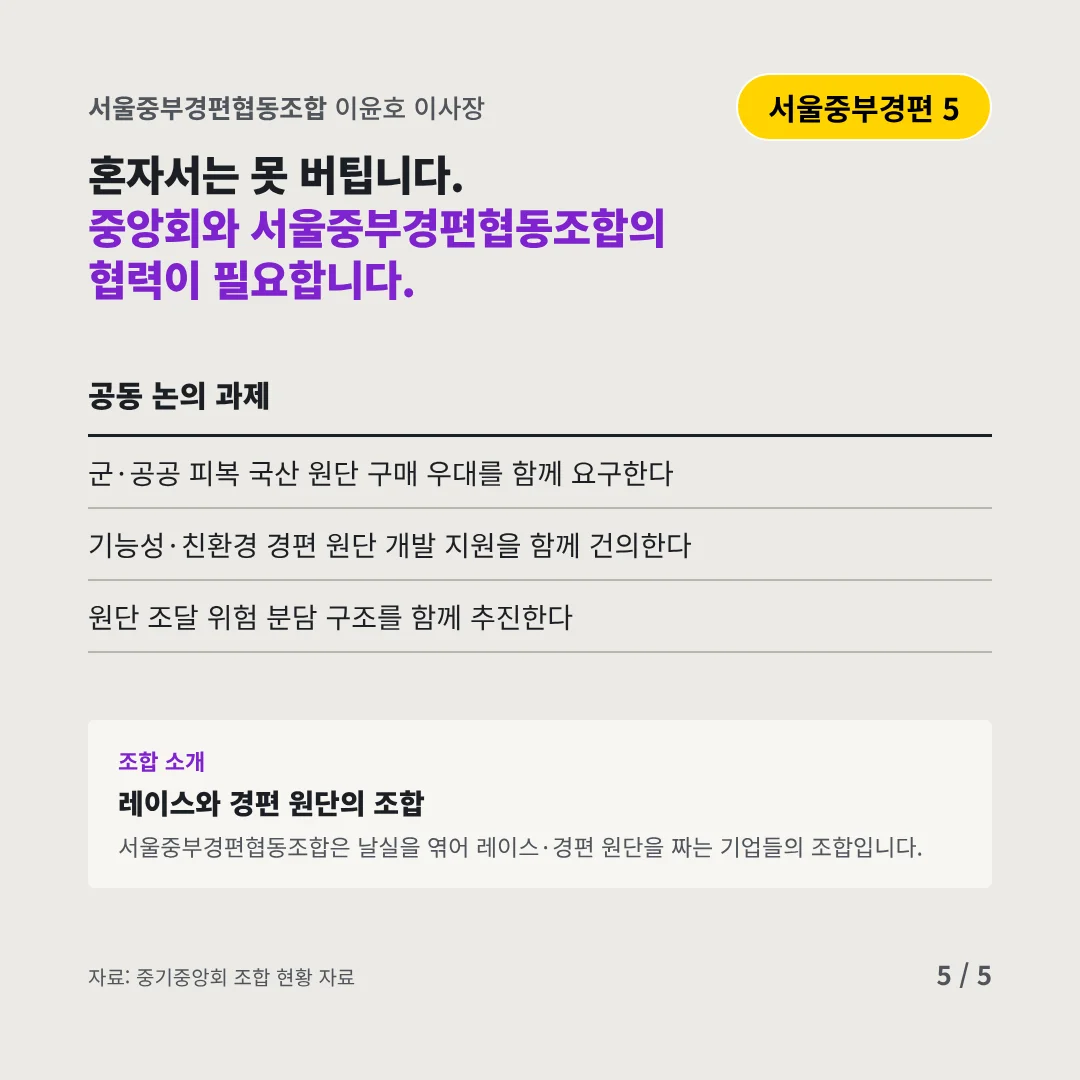 서울중부경편협동조합 이윤호 이사장
서울중부경편 5
혼자서는 못 버팁니다.
중앙회와 서울중부경편협동조합의
협력이 필요합니다.
공동 논의 과제
군·공공 피복 국산 원단 구매 우대를 함께 요구한다
기능성·친환경 경편 원단 개발 지원을 함께 건의한다
원단 조달 위험 분담 구조를 함께 추진한다
조합 소개
레이스와 경편 원단의 조합
서울중부경편협동조합은 날실을 엮어 레이스·경편 원단을 짜는 기업들의 조합입니다.
자료: 중기중앙회 조합 현황 자료
5 / 5